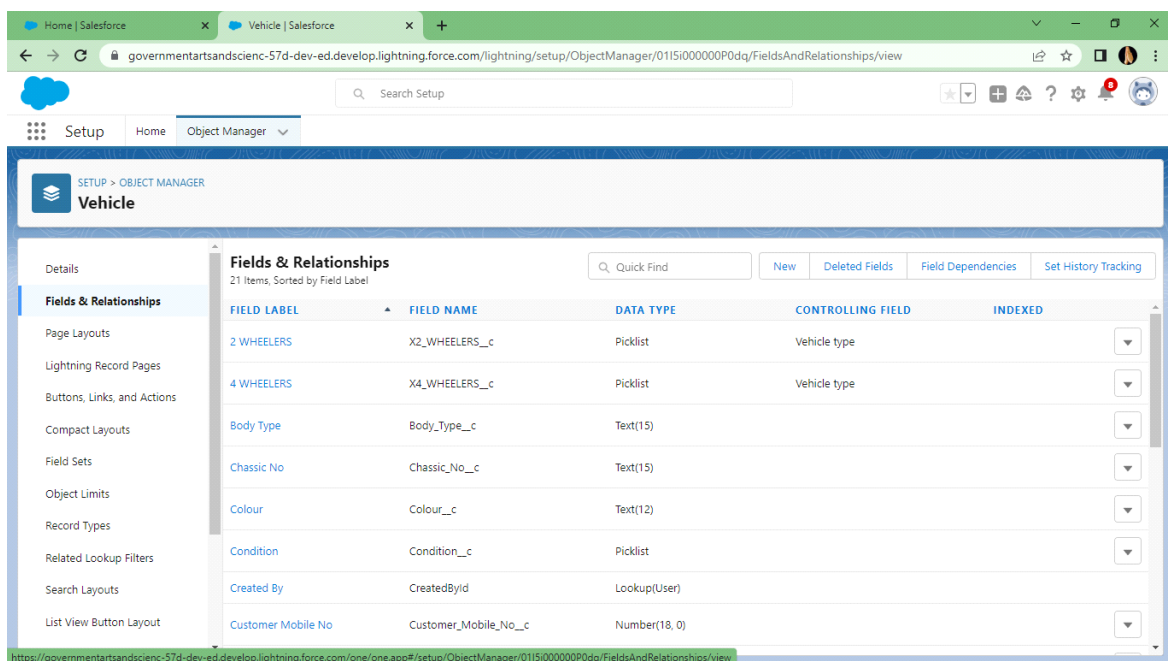 Home | Salesforce
Vehicle | Salesforce
governmentartsandscienc-57d-dev-ed.develop.lightning.force.com/lightning/setup/ObjectManager/01I5i000000P0dq/FieldsAndRelationships/view
Search Setup
8
Setup Home Object Manager
SETUP > OBJECT MANAGER
Vehicle
Details
Fields & Relationships
Page Layouts
Lightning Record Pages
Buttons, Links, and Actions
Compact Layouts
Field Sets
Object Limits
Record Types
Related Lookup Filters
Search Layouts
List View Button Layout
Fields & Relationships
21 Items, Sorted by Field Label
Quick Find
New Deleted Fields Field Dependencies Set History Tracking
FIELD LABEL FIELD NAME DATA TYPE CONTROLLING FIELD INDEXED
2 WHEELERS X2_WHEELERS__c Picklist Vehicle type
4 WHEELERS X4_WHEELERS__c Picklist Vehicle type
Body Type Body_Type__c Text(15)
Chassic No Chassic_No__c Text(15)
Colour Colour__c Text(12)
Condition Condition__c Picklist
Created By CreatedById Lookup(User)
Customer Mobile No Customer_Mobile_No__c Number(18, 0)
https://governmentartsandscienc-57d-dev-ed.develop.lightning.force.com/one/one.app#/setup/ObjectManager/01I5i000000P0dq/FieldsAndRelationships/view